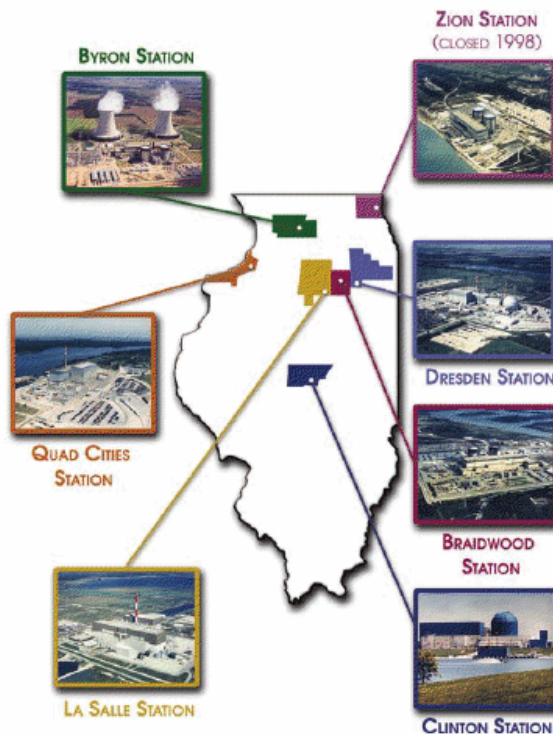 ZION STATION
(CLOSED 1998)
BYRON STATION
DRESDEN STATION
QUAD CITIES
STATION
BRAIDWOOD
STATION
LA SALLE STATION
CLINTON STATION